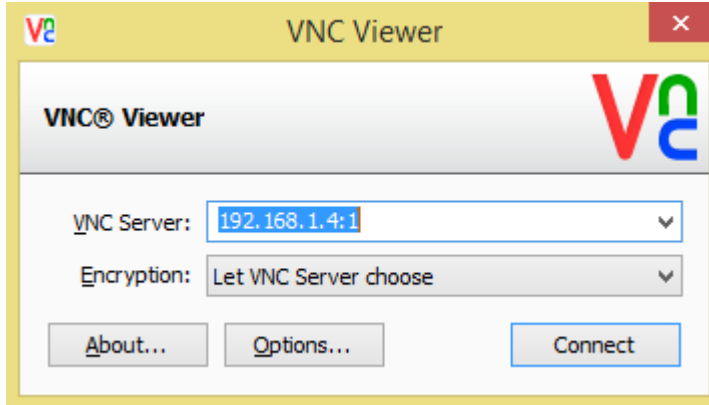 VNC Viewer
VNC® Viewer
VNC Server: 192.168.1.4:1
Encryption: Let VNC Server choose
About... Options... Connect